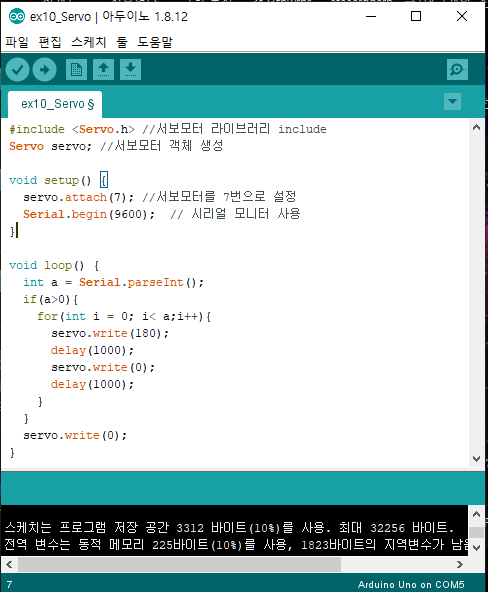 ex10_Servo | 아두이노 1.8.12
파일 편집 스케치 툴 도움말
ex10_Servo §
#include <Servo.h> //서보모터 라이브러리 include
Servo servo; //서보모터 객체 생성
void setup() {
  servo.attach(7); //서보모터를 7번으로 설정
  Serial.begin(9600);  // 시리얼 모니터 사용
}
void loop() {
  int a = Serial.parseInt();
  if(a>0){
    for(int i = 0; i< a;i++){
      servo.write(180);
      delay(1000);
      servo.write(0);
      delay(1000);
    }
  }
  servo.write(0);
}
스케치는 프로그램 저장 공간 3312 바이트(10%)를 사용. 최대 32256 바이트.
전역 변수는 동적 메모리 225바이트(10%)를 사용, 1823바이트의 지역변수가 남음
7
Arduino Uno on COM5